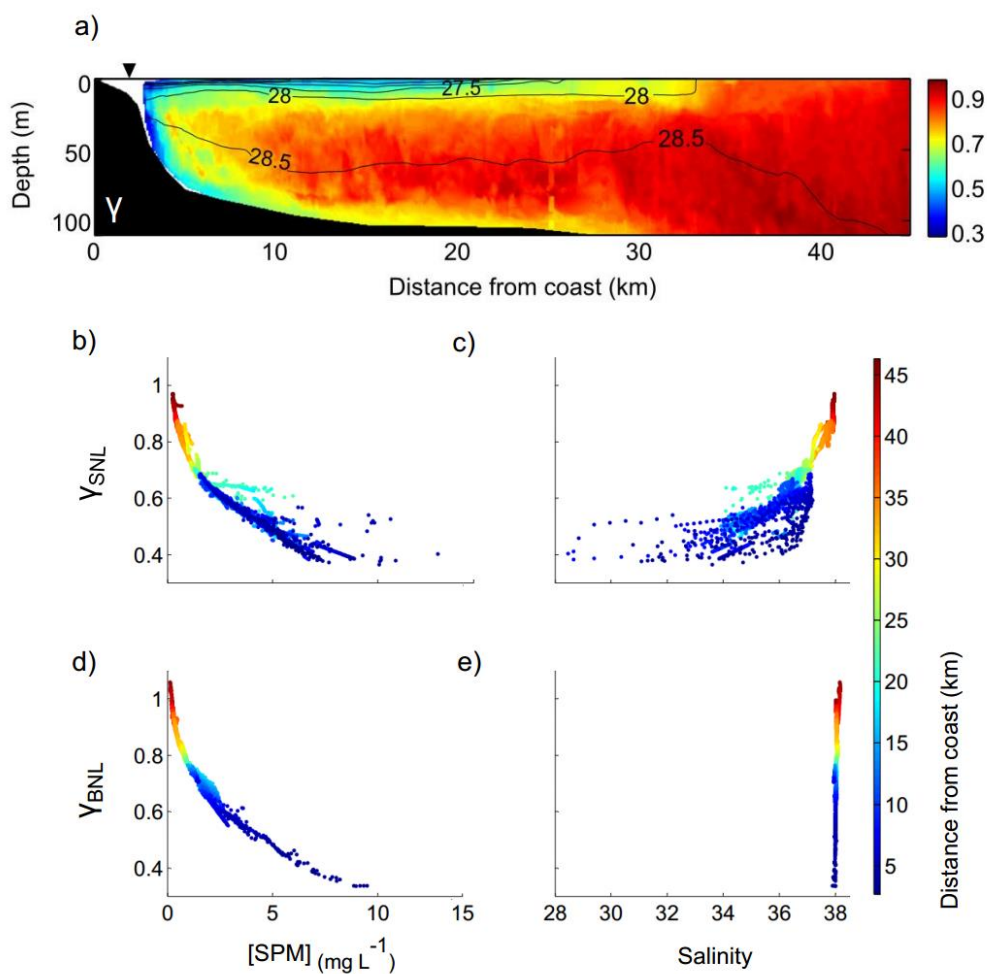 a)
0
50
100
Depth (m)
γ
27.5
28
28
28.5
28.5
0 10 20 30 40
Distance from coast (km)
0.9
0.7
0.5
0.3
b)
1
0.8
0.6
0.4
γSNL
c)
d)
1
0.8
0.6
0.4
γBNL
0 5 10 15
[SPM] (mg L⁻¹)
e)
28 30 32 34 36 38
Salinity
45
40
35
30
25
20
15
10
5
Distance from coast (km)